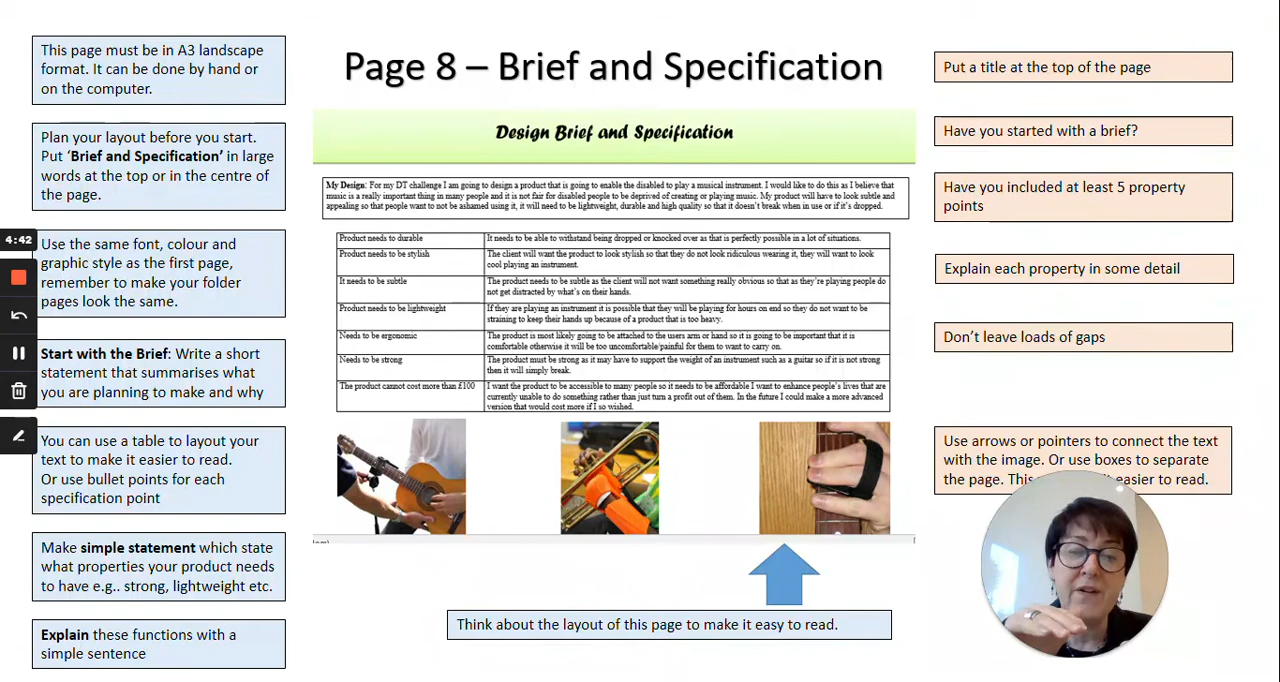 Page 8 – Brief and Specification
This page must be in A3 landscape
format. It can be done by hand or
on the computer.
Plan your layout before you start.
Put ‘Brief and Specification’ in large
words at the top or in the centre of
the page.
4:42
Use the same font, colour and
graphic style as the first page,
remember to make your folder
pages look the same.
Start with the Brief: Write a short
statement that summarises what
you are planning to make and why
You can use a table to layout your
text to make it easier to read.
Or use bullet points for each
specification point
Make simple statement which state
what properties your product needs
to have e.g.. strong, lightweight etc.
Explain these functions with a
simple sentence
Design Brief and Specification
My Design: For my DT challenge I am going to design a product that is going to enable the disabled to play a musical instrument. I would like to do this as I believe that
music is a really important thing in many people and it is not fair for disabled people to be deprived of creating or playing music. My product will have to look subtle and
appealing so that people want to not be ashamed using it, it will need to be lightweight, durable and high quality so that it doesn't break when in use or if it's dropped.
Product needs to durable
It needs to be able to withstand being dropped or knocked over as that is perfectly possible in a lot of situations.
Product needs to be stylish
The client will want the product to look stylish so that they do not look ridiculous wearing it, they will want to look
cool playing an instrument.
It needs to be subtle
The product needs to be subtle as the client will not want something really obvious so that as they're playing people do
not get distracted by what's on their hands.
Product needs to be lightweight
If they are playing an instrument it is possible that they will be playing for hours on end so they do not want to be
straining to keep their hands up because of a product that is too heavy.
Needs to be ergonomic
The product is most likely going to be attached to the users arm or hand so it is going to be important that it is
comfortable otherwise it will be too uncomfortable/painful for them to want to carry on.
Needs to be strong
The product must be strong as it may have to support the weight of an instrument such as a guitar so if it is not strong
then it will simply break.
The product cannot cost more than £100
I want the product to be accessible to many people so it needs to be affordable I want to enhance people's lives that are
currently unable to do something rather than just turn a profit out of them. In the future I could make a more advanced
version that would cost more if I so wished.
Think about the layout of this page to make it easy to read.
Put a title at the top of the page
Have you started with a brief?
Have you included at least 5 property
points
Explain each property in some detail
Don’t leave loads of gaps
Use arrows or pointers to connect the text
with the image. Or use boxes to separate
the page. This easier to read.